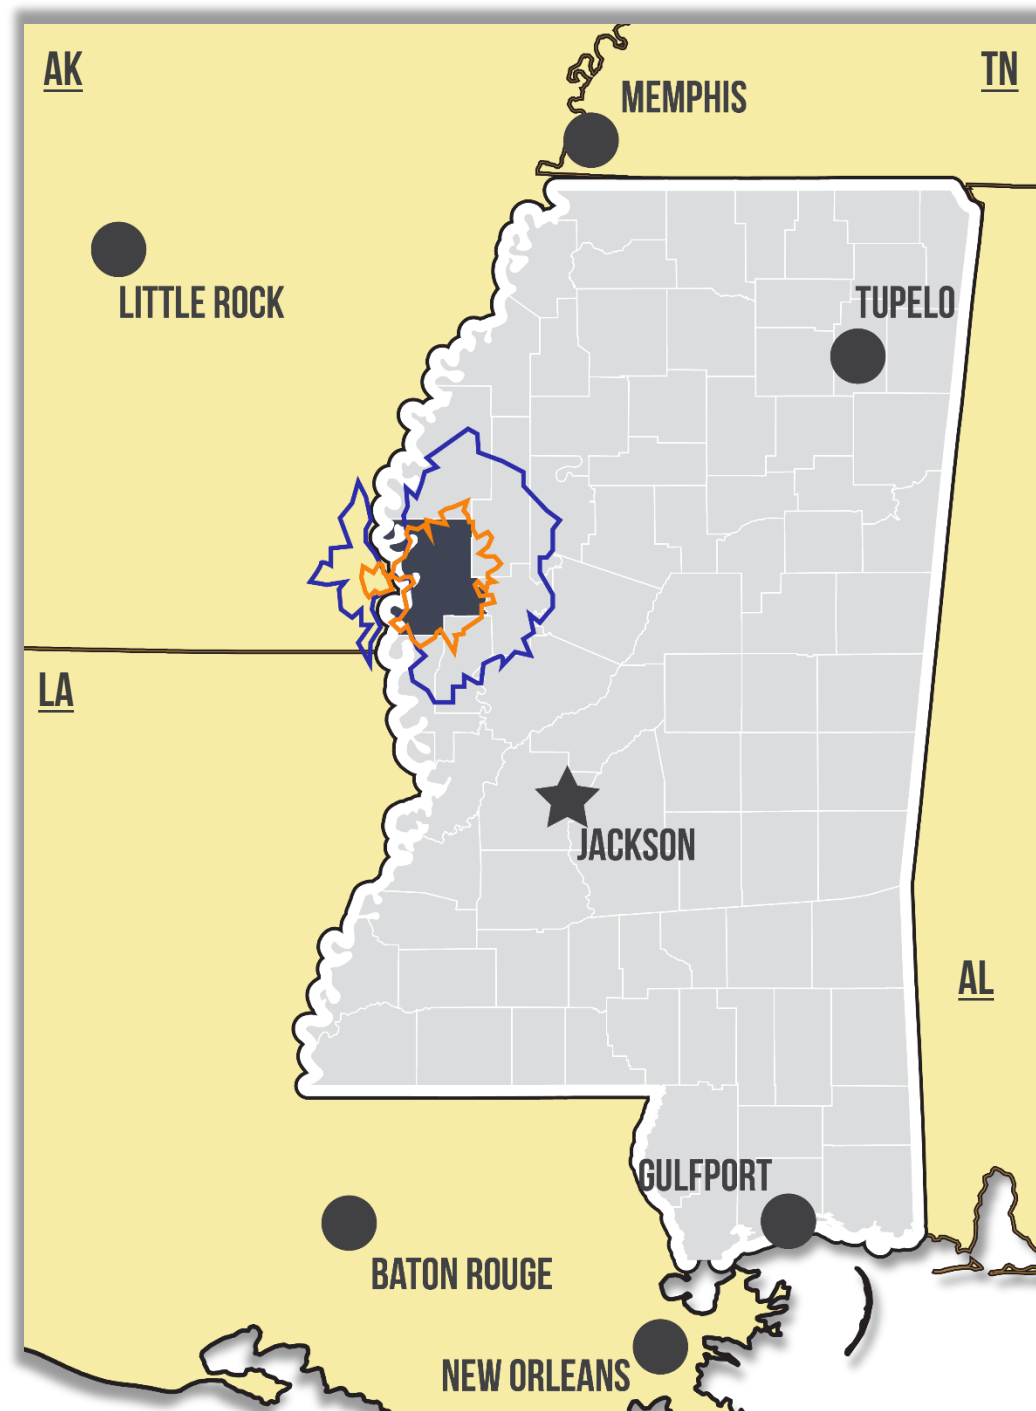 AK
TN
MEMPHIS
LITTLE ROCK
TUPELO
LA
JACKSON
AL
GULFPORT
BATON ROUGE
NEW ORLEANS